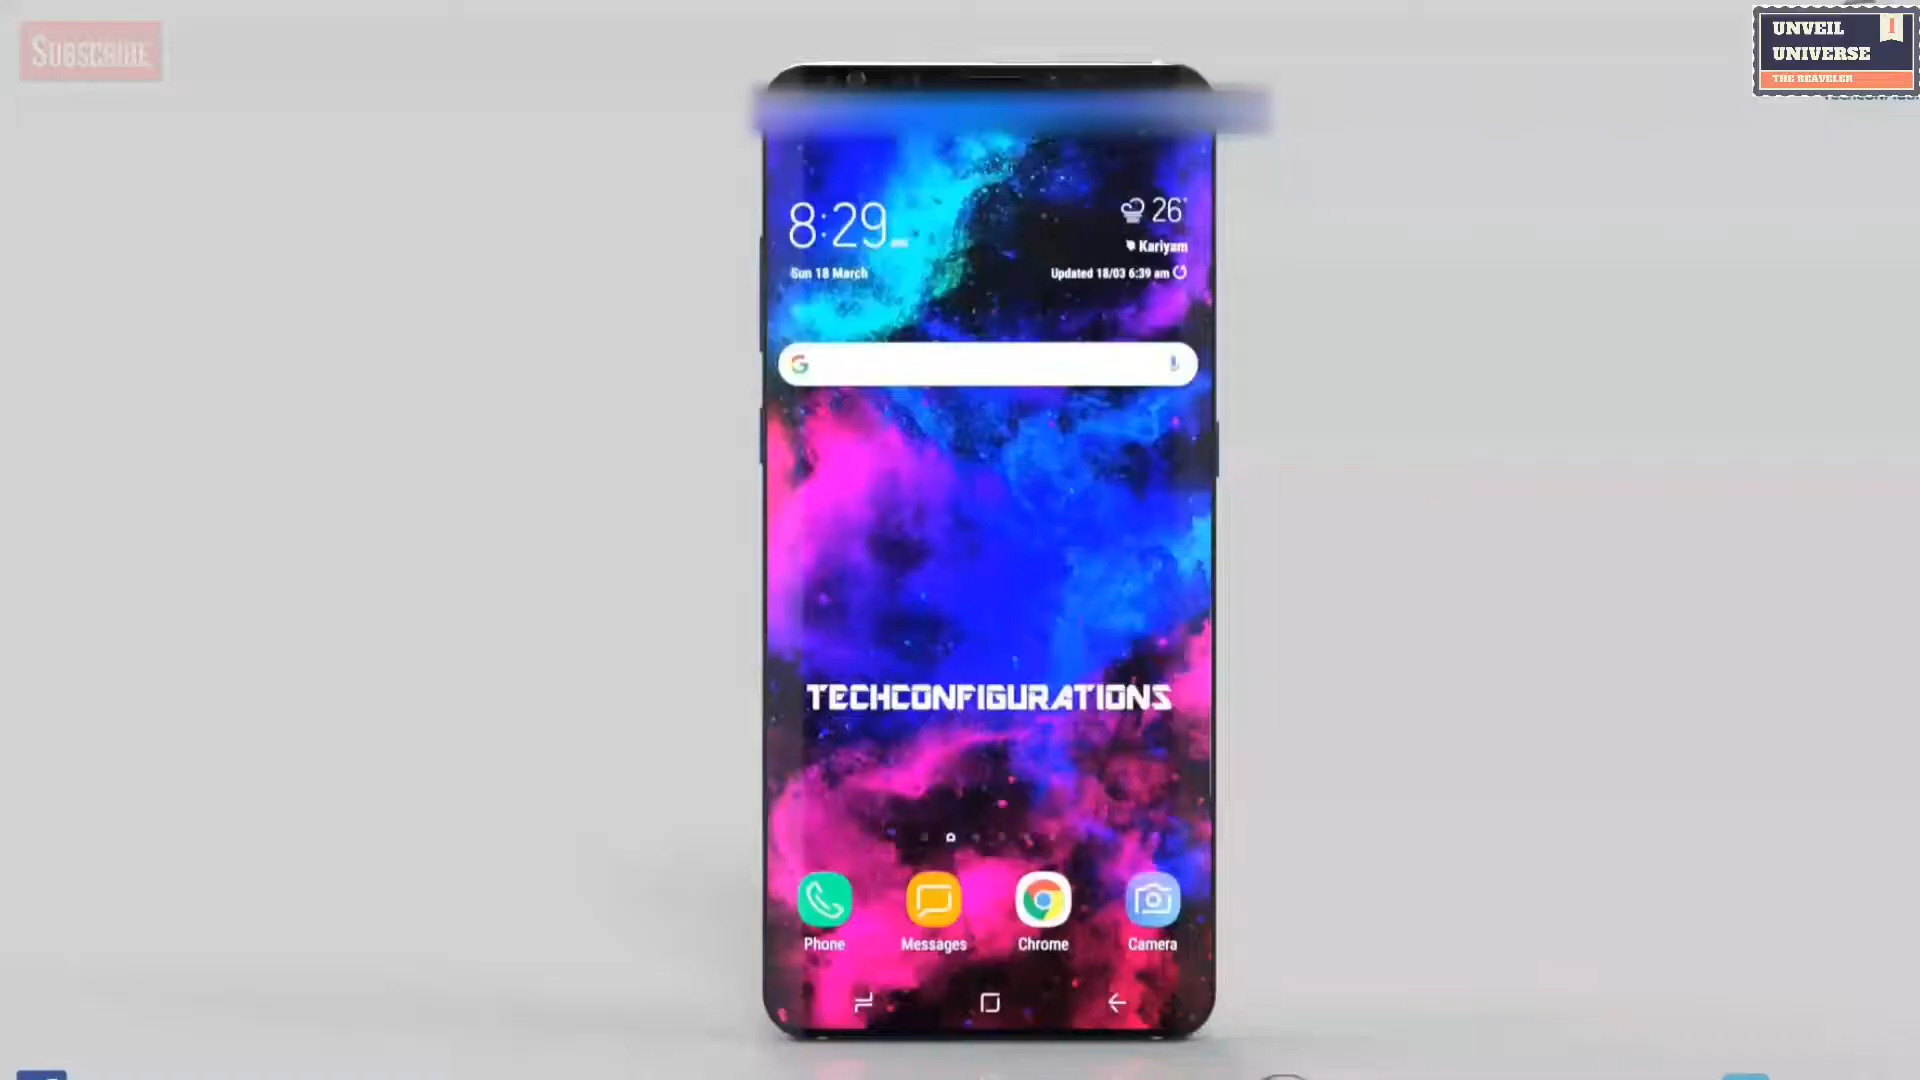 SUBSCRIBE
UNVEIL
UNIVERSE
1
THE REAVELER
8:29
26°
Kariyam
Sun 18 March
Updated 18/03 6:39 am
TECHCONFIGURATIONS
Phone
Messages
Chrome
Camera